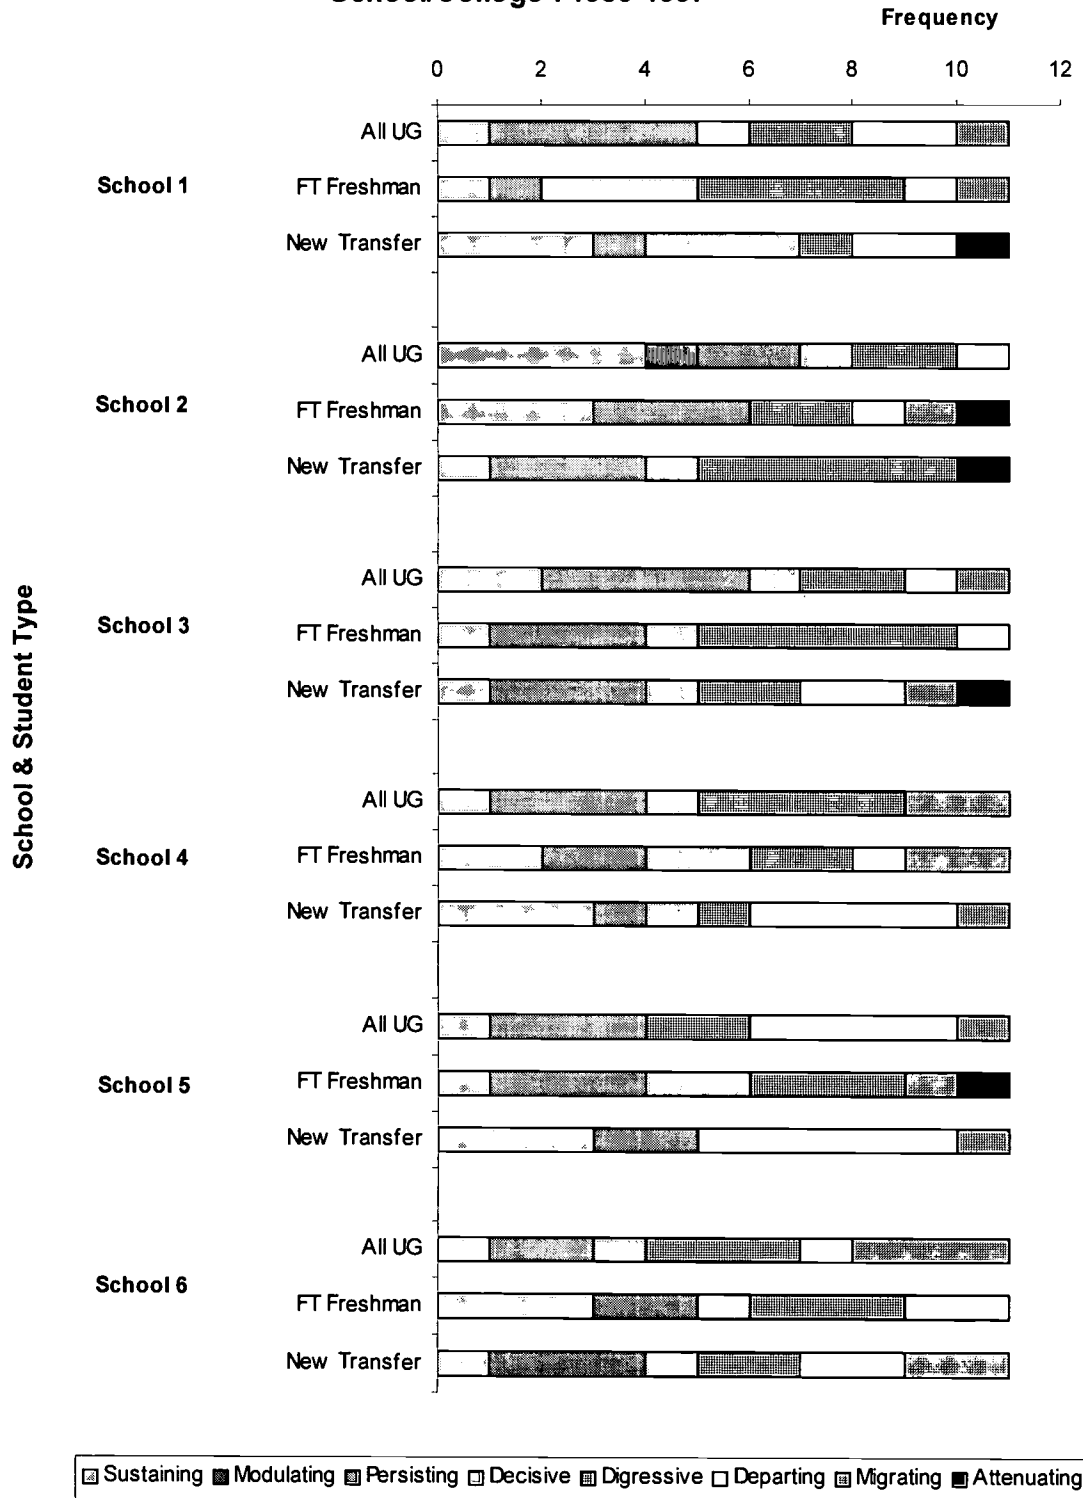 Frequency
0 2 4 6 8 10 12
All UG
School 1 FT Freshman
New Transfer
All UG
School 2 FT Freshman
New Transfer
All UG
School 3 FT Freshman
New Transfer
School & Student Type
All UG
School 4 FT Freshman
New Transfer
All UG
School 5 FT Freshman
New Transfer
All UG
School 6 FT Freshman
New Transfer
Sustaining Modulating Persisting Decisive Digressive Departing Migrating Attenuating